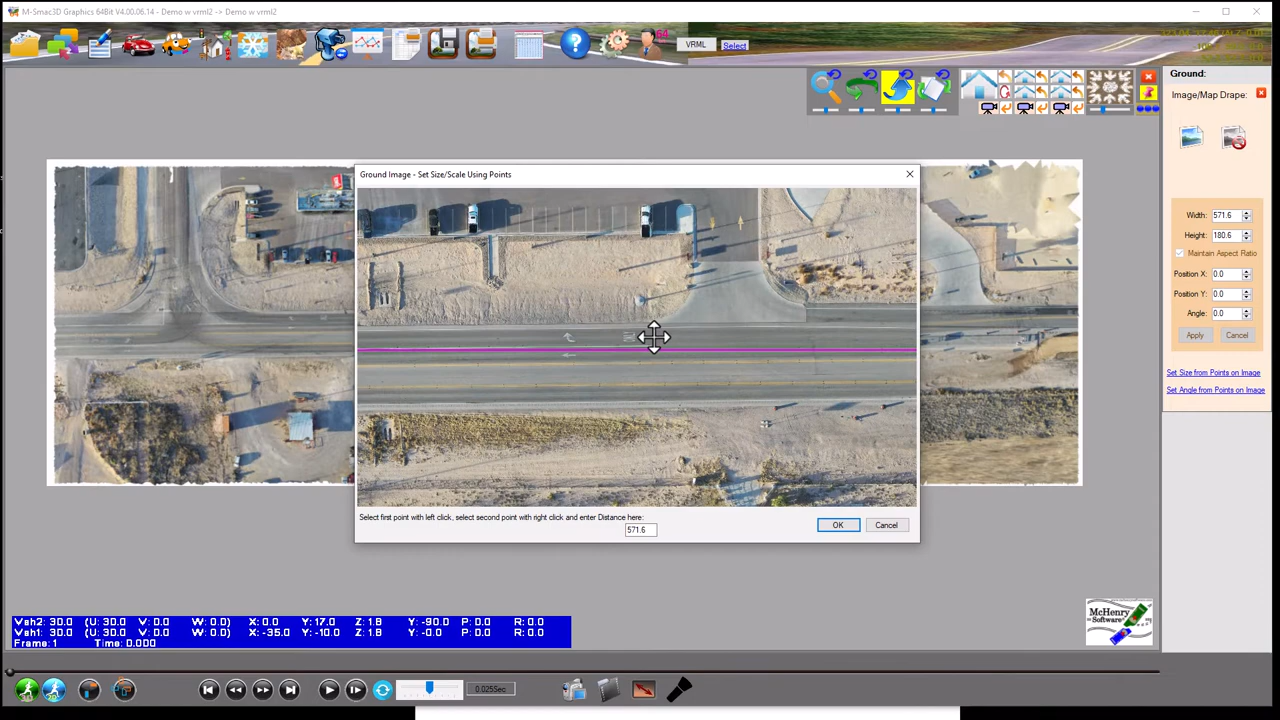 M-Smac3D Graphics 64Bit V4.00.06.14 - Demo w vrml2 -> Demo w vrml2
64
VRML
Select
Ground:
Image/Map Drape:
Width: 571.6
Height: 180.6
Maintain Aspect Ratio
Position X: 0.0
Position Y: 0.0
Angle: 0.0
Apply Cancel
Set Size from Points on Image
Set Angle from Points on Image
Ground Image - Set Size/Scale Using Points
Select first point with left click, select second point with right click and enter Distance here:
571.6
OK Cancel
Vsh2: 30.0 (U: 30.0 V: 0.0 W: 0.0) X: 0.0 Y: 17.0 Z: 1.8 Y: -90.0 P: 0.0 R: 0.0
Vsh1: 30.0 (U: 30.0 V: 0.0 W: 0.0) X: -35.0 Y: -10.0 Z: 1.8 Y: -0.0 P: 0.0 R: 0.0
Frame: 1 Time: 0.000
McHenry
Software
0.025Sec